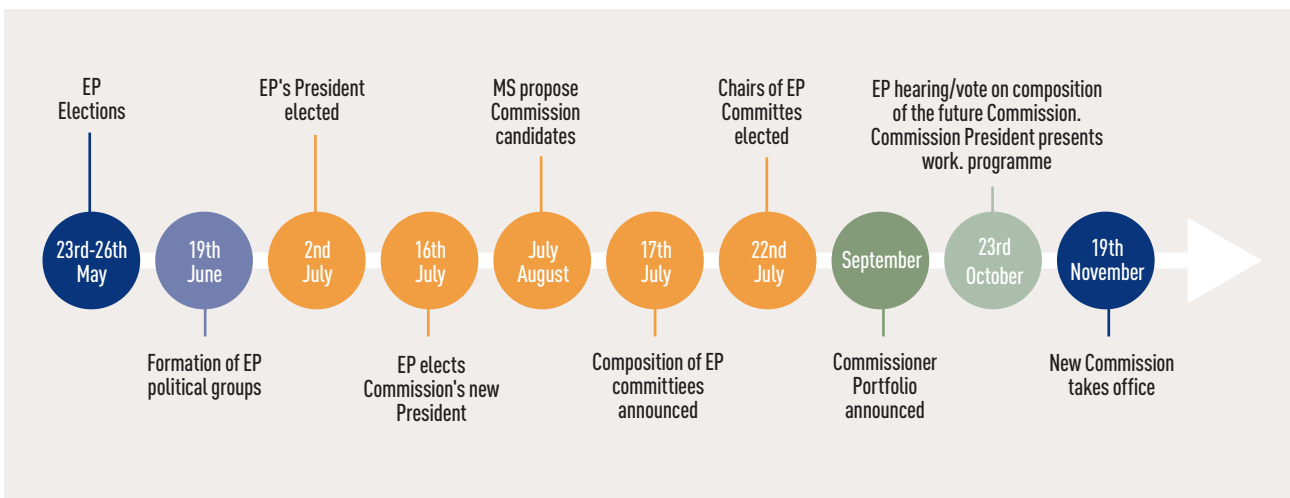 EP
Elections
23rd-26th
May
19th
June
Formation of EP
political groups
EP's President
elected
2nd
July
16th
July
EP elects
Commission's new
President
MS propose
Commission
candidates
July
August
17th
July
Composition of EP
committiees
announced
Chairs of EP
Committes
elected
22nd
July
September
Commissioner
Portfolio
announced
EP hearing/vote on composition
of the future Commission.
Commission President presents
work. programme
23rd
October
19th
November
New Commission
takes office